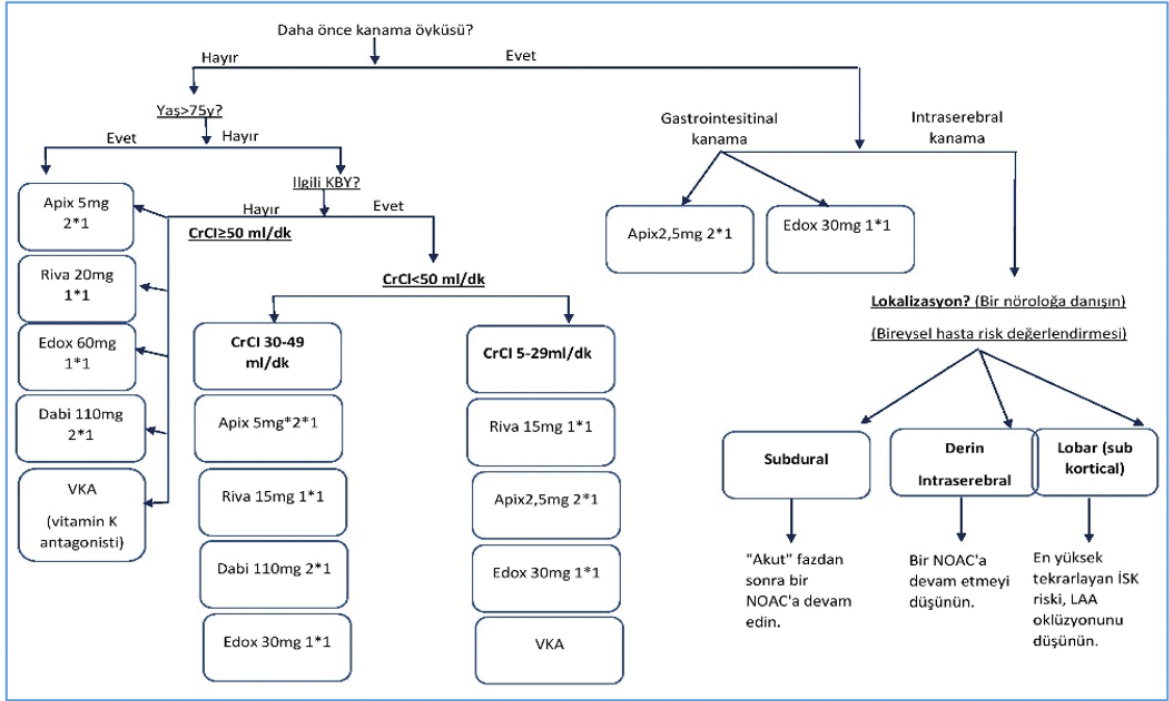 Daha önce kanama öyküsü?
Hayır
Evet
Yaş>75y?
Evet
Hayır
Ilgili KBY?
Hayır
Evet
CrCl≥50 ml/dk
CrCl<50 ml/dk
Apix 5mg
2*1
Riva 20mg
1*1
Edox 60mg
1*1
Dabi 110mg
2*1
VKA
(vitamin K
antagonisti)
CrCl 30-49
ml/dk
Apix 5mg*2*1
Riva 15mg 1*1
Dabi 110mg 2*1
Edox 30mg 1*1
CrCl 5-29ml/dk
Riva 15mg 1*1
Apix2,5mg 2*1
Edox 30mg 1*1
VKA
Gastrointesitinal
kanama
Intraserebral
kanama
Apix2,5mg 2*1
Edox 30mg 1*1
Lokalizasyon? (Bir nöroloğa danışın)
(Bireysel hasta risk değerlendirmesi)
Subdural
Derin
Intraserebral
Lobar (sub
kortical)
"Akut" fazdan
sonra bir
NOAC'a devam
edin.
Bir NOAC'a
devam etmeyi
düşünün.
En yüksek
tekrarlayan İSK
riski, LAA
oklüzyonunu
düşünün.